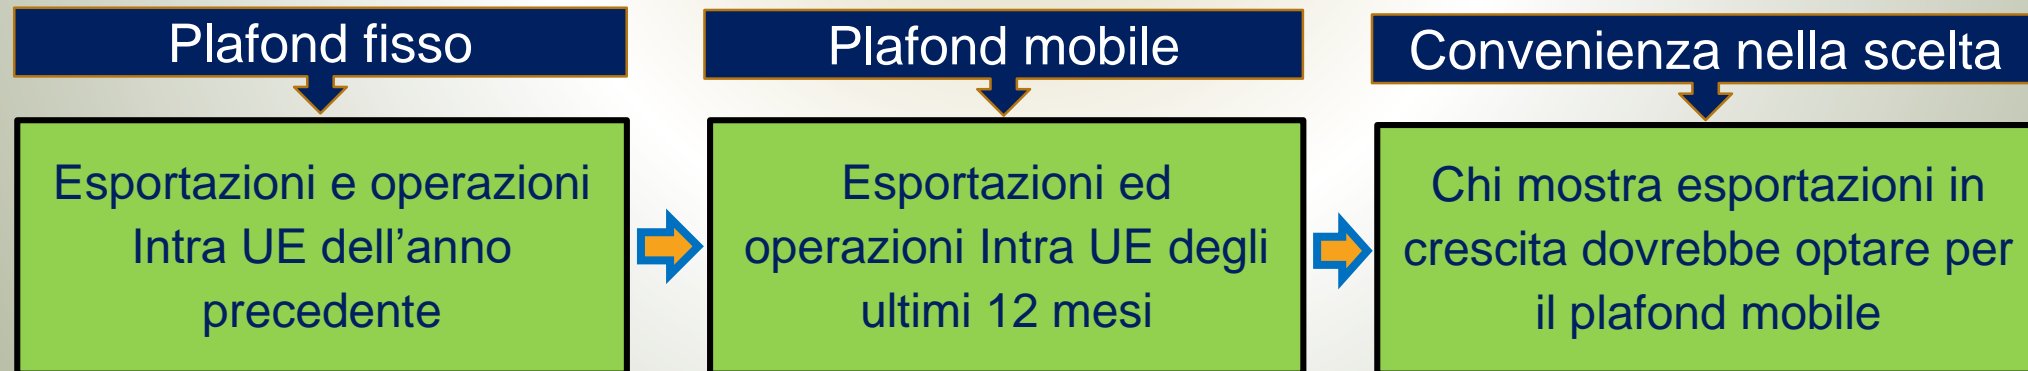 Plafond fisso
Esportazioni e operazioni
Intra UE dell’anno
precedente
Plafond mobile
Esportazioni ed
operazioni Intra UE degli
ultimi 12 mesi
Convenienza nella scelta
Chi mostra esportazioni in
crescita dovrebbe optare per
il plafond mobile